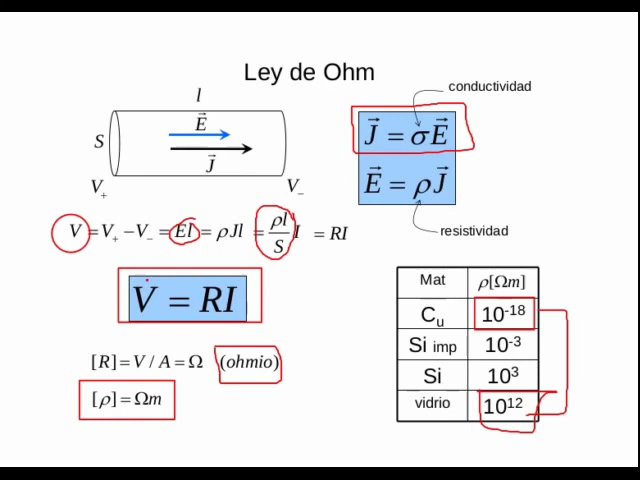 Ley de Ohm
conductividad
l
S
E⃗
J⃗
V₊
V₋
J⃗ = σE⃗
E⃗ = ρJ⃗
resistividad
V = V₊ − V₋ = El = ρJl = ρl/S I = RI
V = RI
[R] = V / A = Ω (ohmio)
[ρ] = Ωm
Mat ρ[Ωm]
Cu 10⁻¹⁸
Si imp 10⁻³
Si 10³
vidrio 10¹²